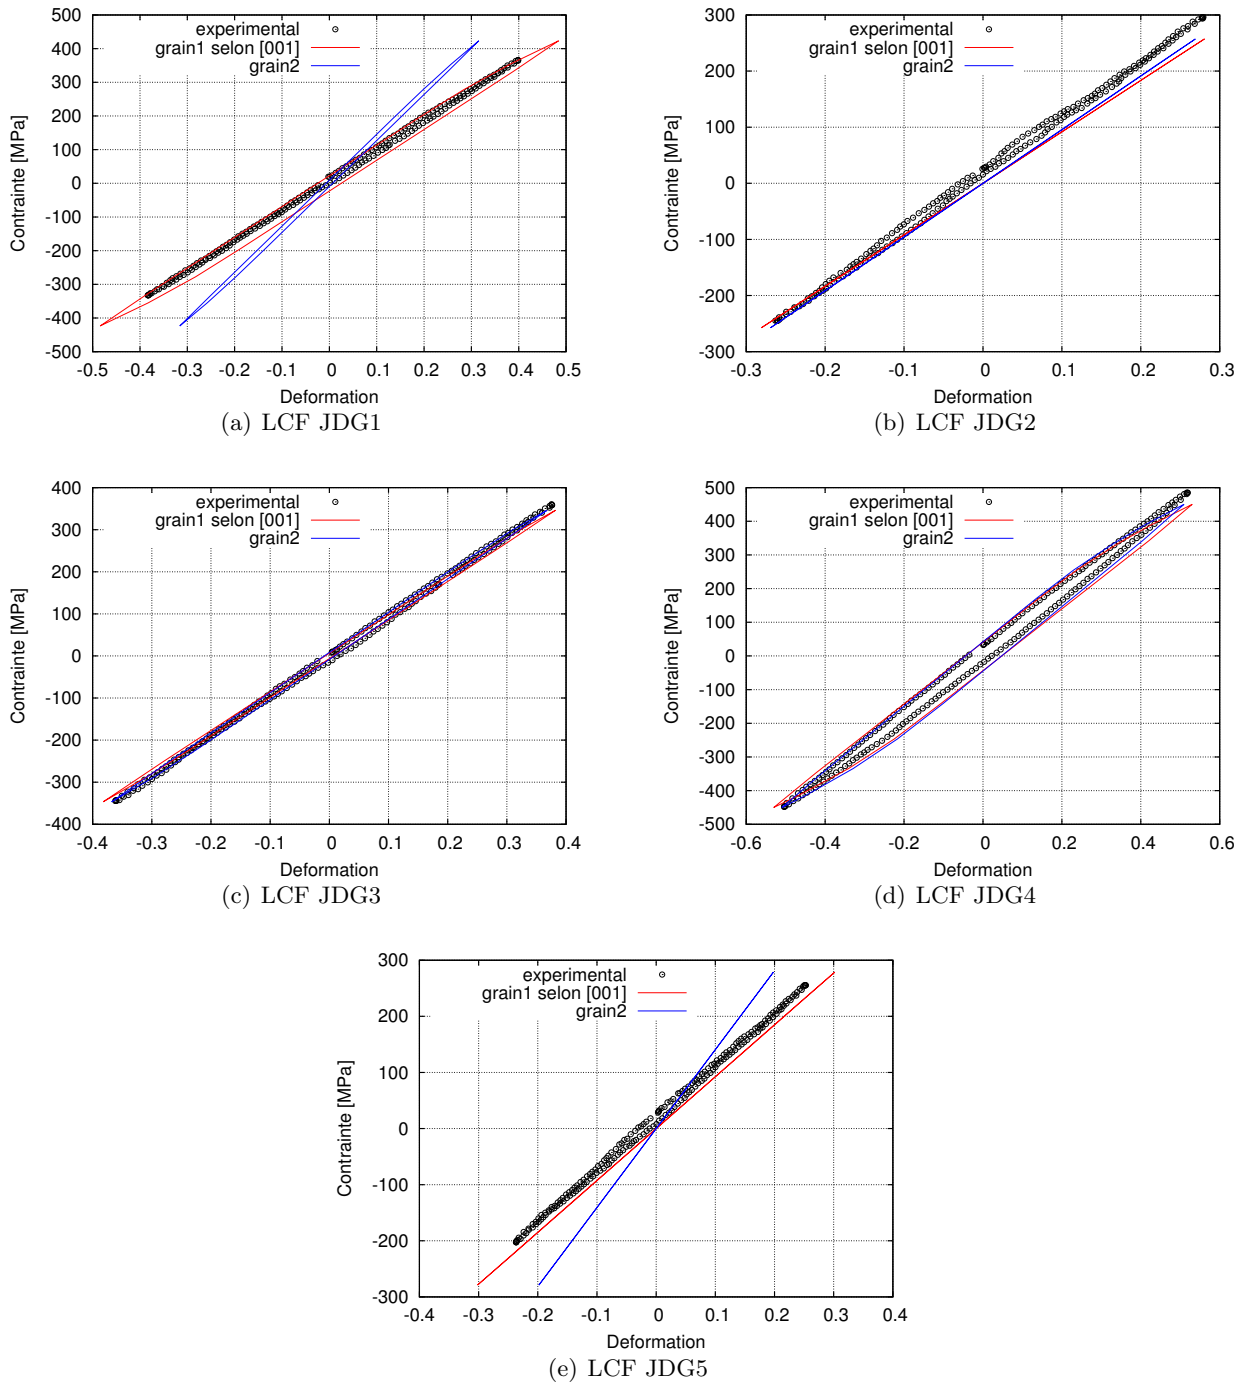 500
400
300
200
100
0
-100
-200
-300
-400
-500
Contrainte [MPa]
experimental
grain1 selon [001]
grain2
-0.5 -0.4 -0.3 -0.2 -0.1 0 0.1 0.2 0.3 0.4 0.5
Deformation
(a) LCF JDG1
300
200
100
0
-100
-200
-300
Contrainte [MPa]
experimental
grain1 selon [001]
grain2
-0.3 -0.2 -0.1 0 0.1 0.2 0.3
Deformation
(b) LCF JDG2
400
300
200
100
0
-100
-200
-300
-400
Contrainte [MPa]
experimental
grain1 selon [001]
grain2
-0.4 -0.3 -0.2 -0.1 0 0.1 0.2 0.3 0.4
Deformation
(c) LCF JDG3
500
400
300
200
100
0
-100
-200
-300
-400
-500
Contrainte [MPa]
experimental
grain1 selon [001]
grain2
-0.6 -0.4 -0.2 0 0.2 0.4 0.6
Deformation
(d) LCF JDG4
300
200
100
0
-100
-200
-300
Contrainte [MPa]
experimental
grain1 selon [001]
grain2
-0.4 -0.3 -0.2 -0.1 0 0.1 0.2 0.3 0.4
Deformation
(e) LCF JDG5